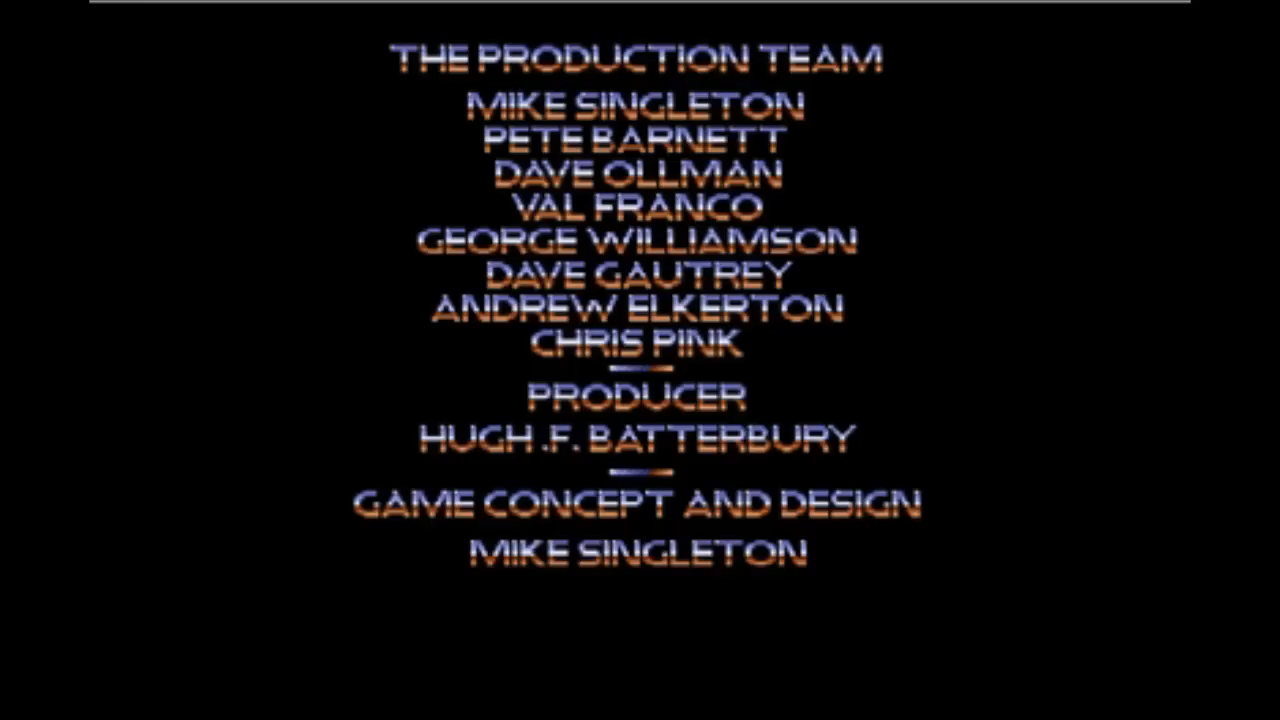 THE PRODUCTION TEAM
MIKE SINGLETON
PETE BARNETT
DAVE OLLMAN
VAL FRANCO
GEORGE WILLIAMSON
DAVE GAUTREY
ANDREW ELKERTON
CHRIS PINK
PRODUCER
HUGH .F. BATTERBURY
GAME CONCEPT AND DESIGN
MIKE SINGLETON